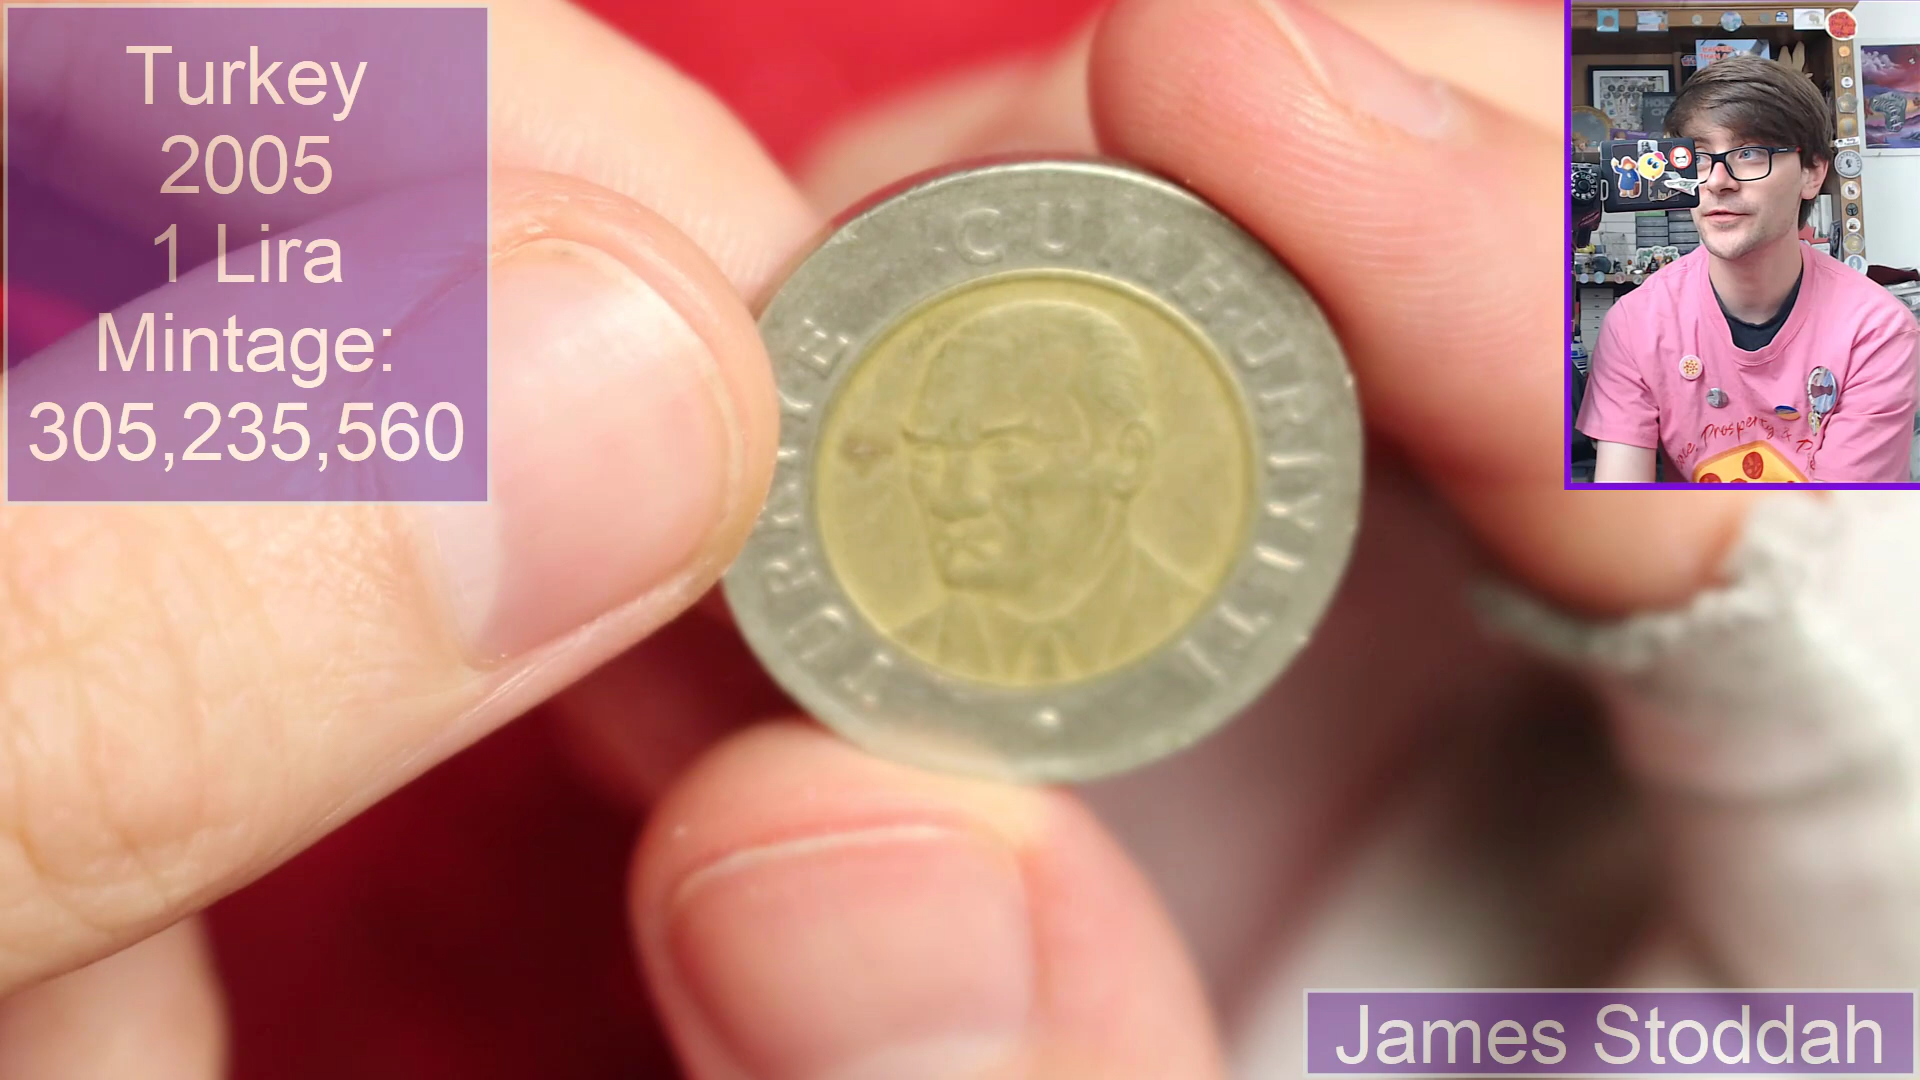 Turkey
2005
1 Lira
Mintage:
305,235,560
TÜRKİYE CUMHURİYETİ
James Stoddah